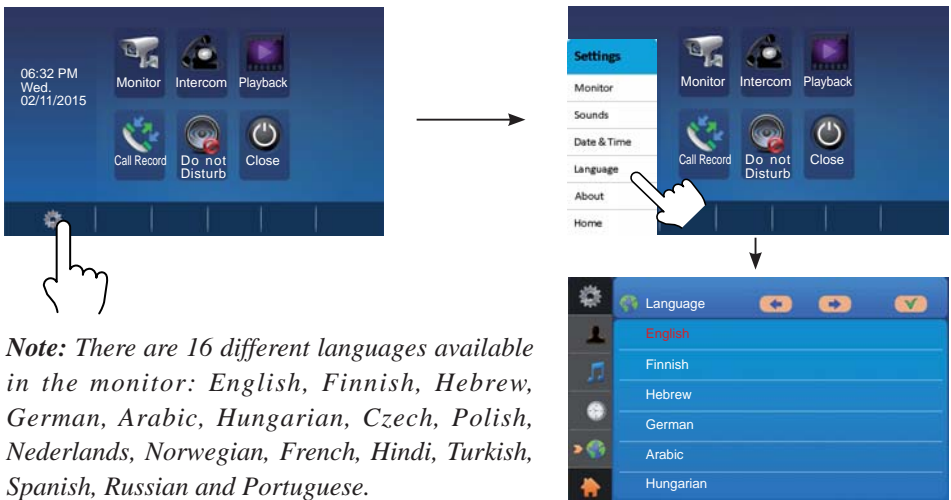 06:32 PM
Wed.
02/11/2015
Monitor
Intercom
Playback
Call Record
Do not
Disturb
Close
Settings
Monitor
Sounds
Date & Time
Language
About
Home
Monitor
Intercom
Playback
Call Record
Do not
Disturb
Close
Language
English
Finnish
Hebrew
German
Arabic
Hungarian
Note: There are 16 different languages available
in the monitor: English, Finnish, Hebrew,
German, Arabic, Hungarian, Czech, Polish,
Nederlands, Norwegian, French, Hindi, Turkish,
Spanish, Russian and Portuguese.